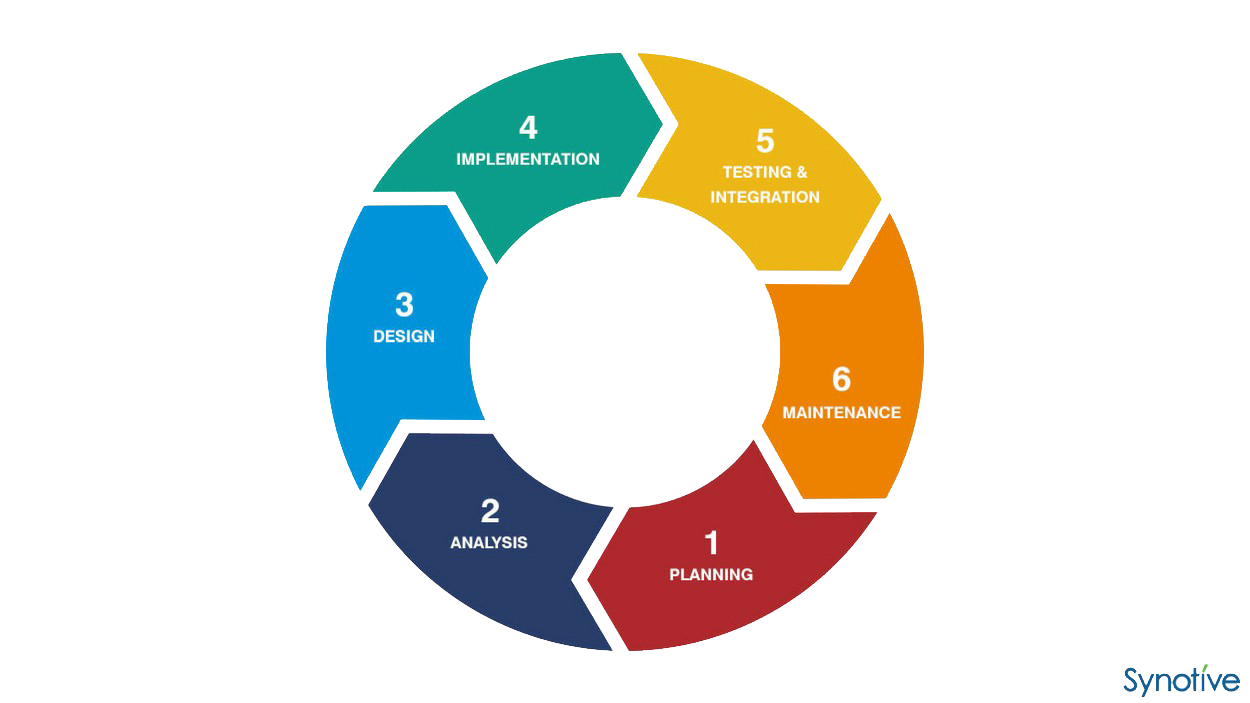 4
IMPLEMENTATION
5
TESTING &
INTEGRATION
3
DESIGN
6
MAINTENANCE
2
ANALYSIS
1
PLANNING
Synotive